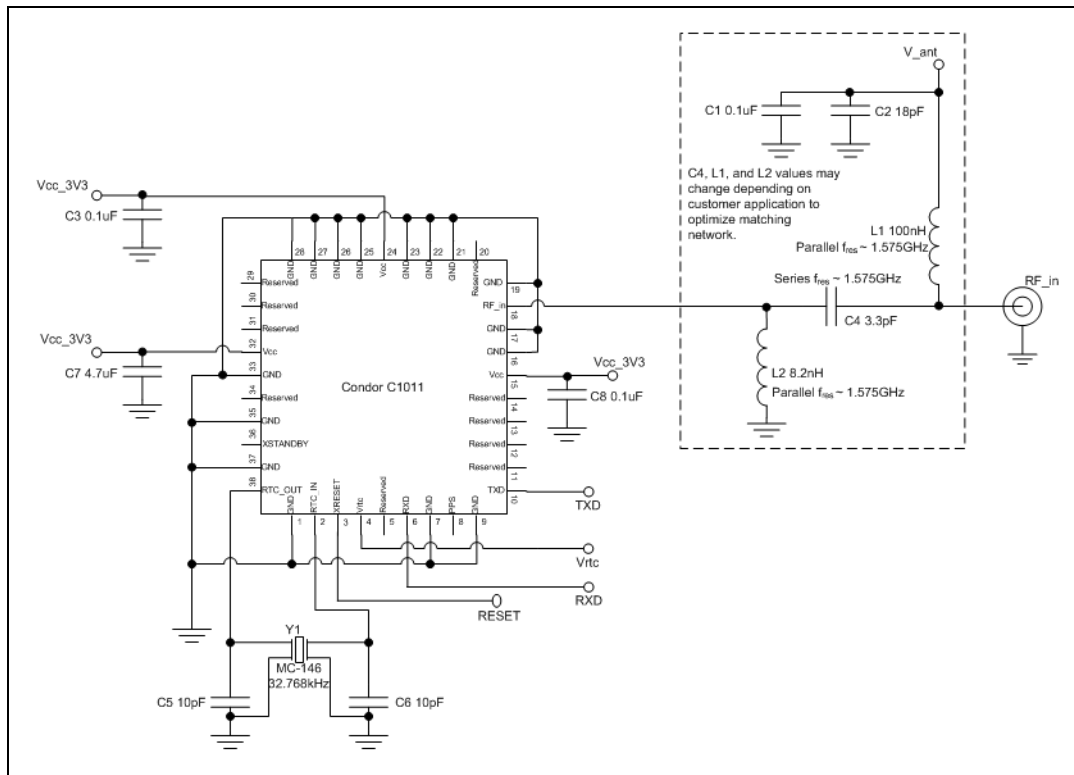 V_ant
C1 0.1uF
C2 18pF
C4, L1, and L2 values may
change depending on
customer application to
optimize matching
network.
L1 100nH
Parallel fres ~ 1.575GHz
Series fres ~ 1.575GHz
C4 3.3pF
RF_in
L2 8.2nH
Parallel fres ~ 1.575GHz
Vcc_3V3
C3 0.1uF
28 27 26 25 24 23 22 21 20
GND GND GND GND Vcc GND GND GND Reserved
29 Reserved
30 Reserved
31 Reserved
32 Vcc
33 GND
34 Reserved
35 GND
36 XSTANDBY
37 GND
38 RTC_OUT
Vcc_3V3
C7 4.7uF
Condor C1011
GND 19
RF_in 18
GND 17
GND 16
Vcc 15
Reserved 14
Reserved 13
Reserved 12
Reserved 11
TXD 10
Vcc_3V3
C8 0.1uF
GND RTC_IN XRESET Vrtc Reserved RXD GND PPS GND
1 2 3 4 5 6 7 8 9
TXD
Vrtc
RXD
RESET
Y1
MC-146
32.768kHz
C5 10pF
C6 10pF